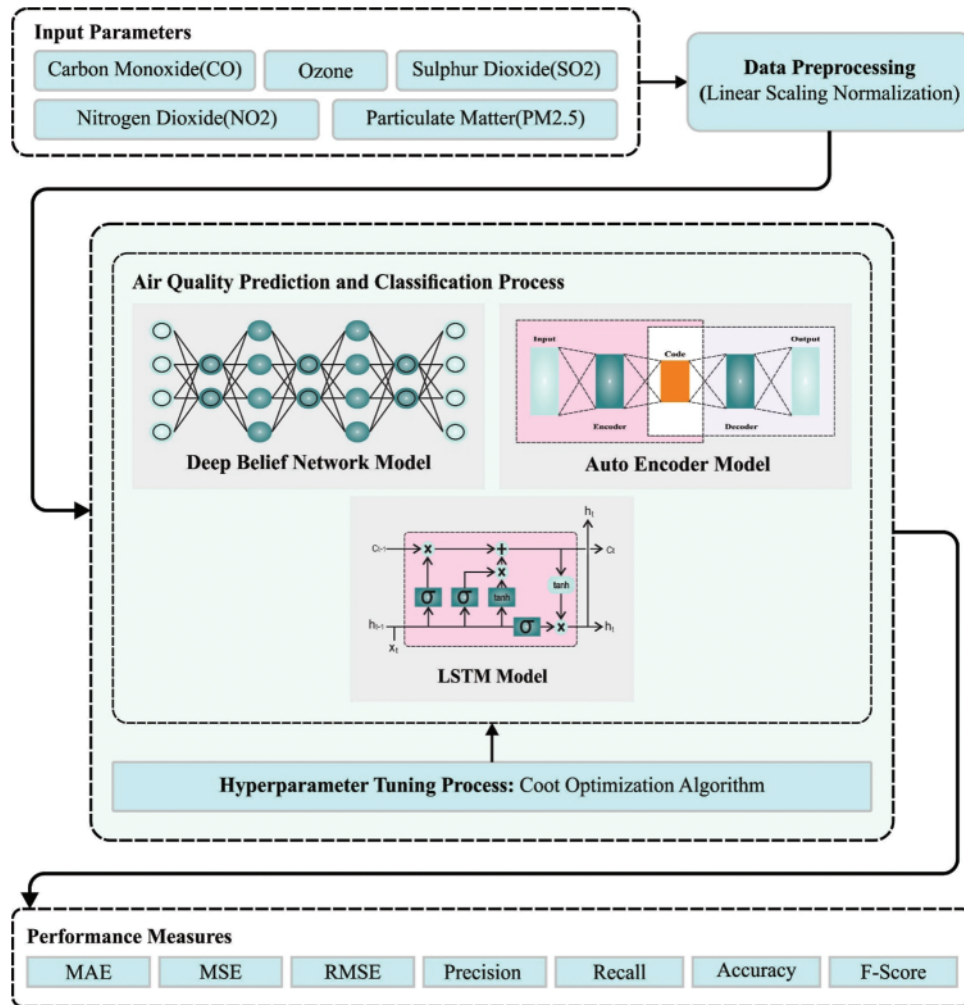 Input Parameters
Carbon Monoxide(CO)
Ozone
Sulphur Dioxide(SO2)
Nitrogen Dioxide(NO2)
Particulate Matter(PM2.5)
Data Preprocessing
(Linear Scaling Normalization)
Air Quality Prediction and Classification Process
Deep Belief Network Model
Input
Code
Output
Encoder
Decoder
Auto Encoder Model
hₜ
Cₜ₋₁
x
+
Cₜ
x
tanh
σ
σ
tanh
hₜ₋₁
σ
x
hₜ
xₜ
LSTM Model
Hyperparameter Tuning Process: Coot Optimization Algorithm
Performance Measures
MAE
MSE
RMSE
Precision
Recall
Accuracy
F-Score